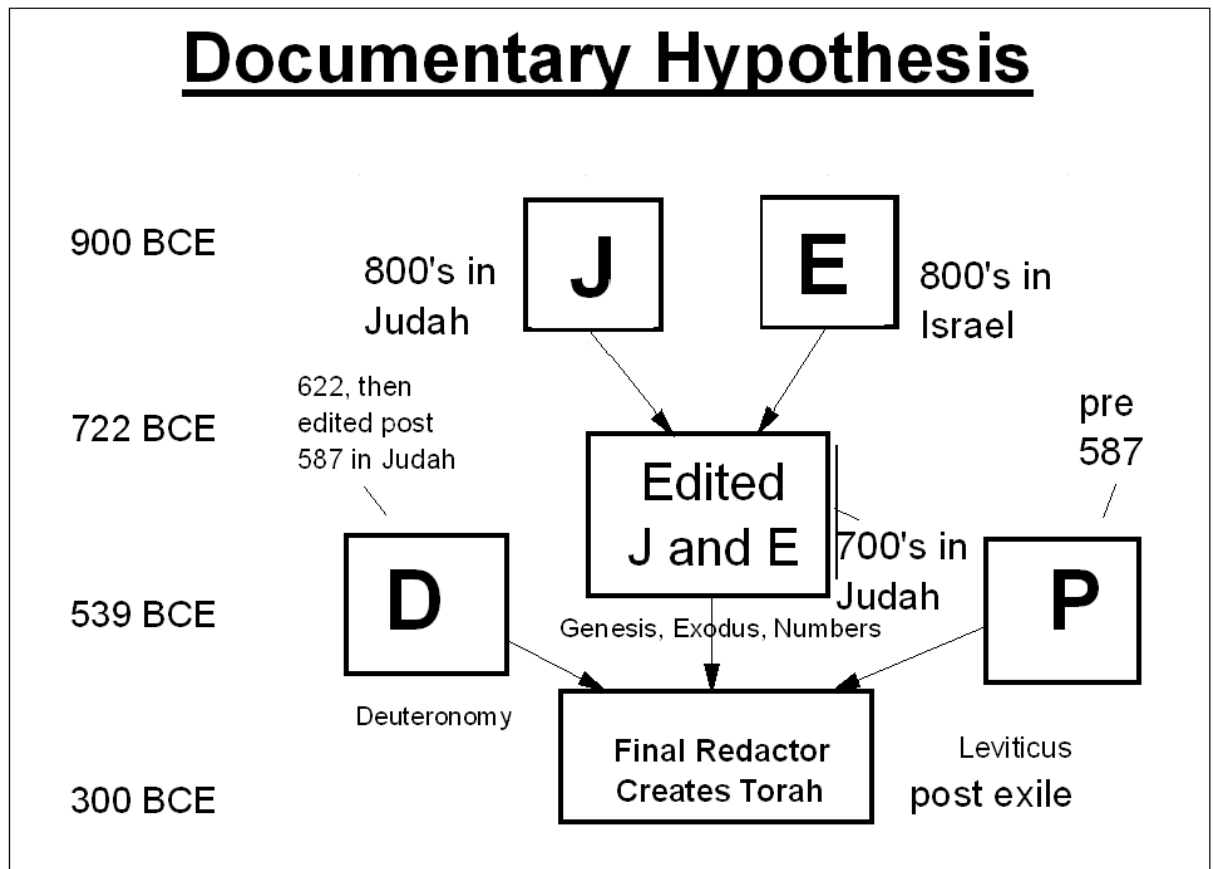 Documentary Hypothesis
900 BCE
800's in
Judah
J
E
800's in
Israel
722 BCE
622, then
edited post
587 in Judah
Edited
J and E
pre
587
700's in
Judah
539 BCE
D
P
Genesis, Exodus, Numbers
Deuteronomy
Final Redactor
Creates Torah
Leviticus
post exile
300 BCE